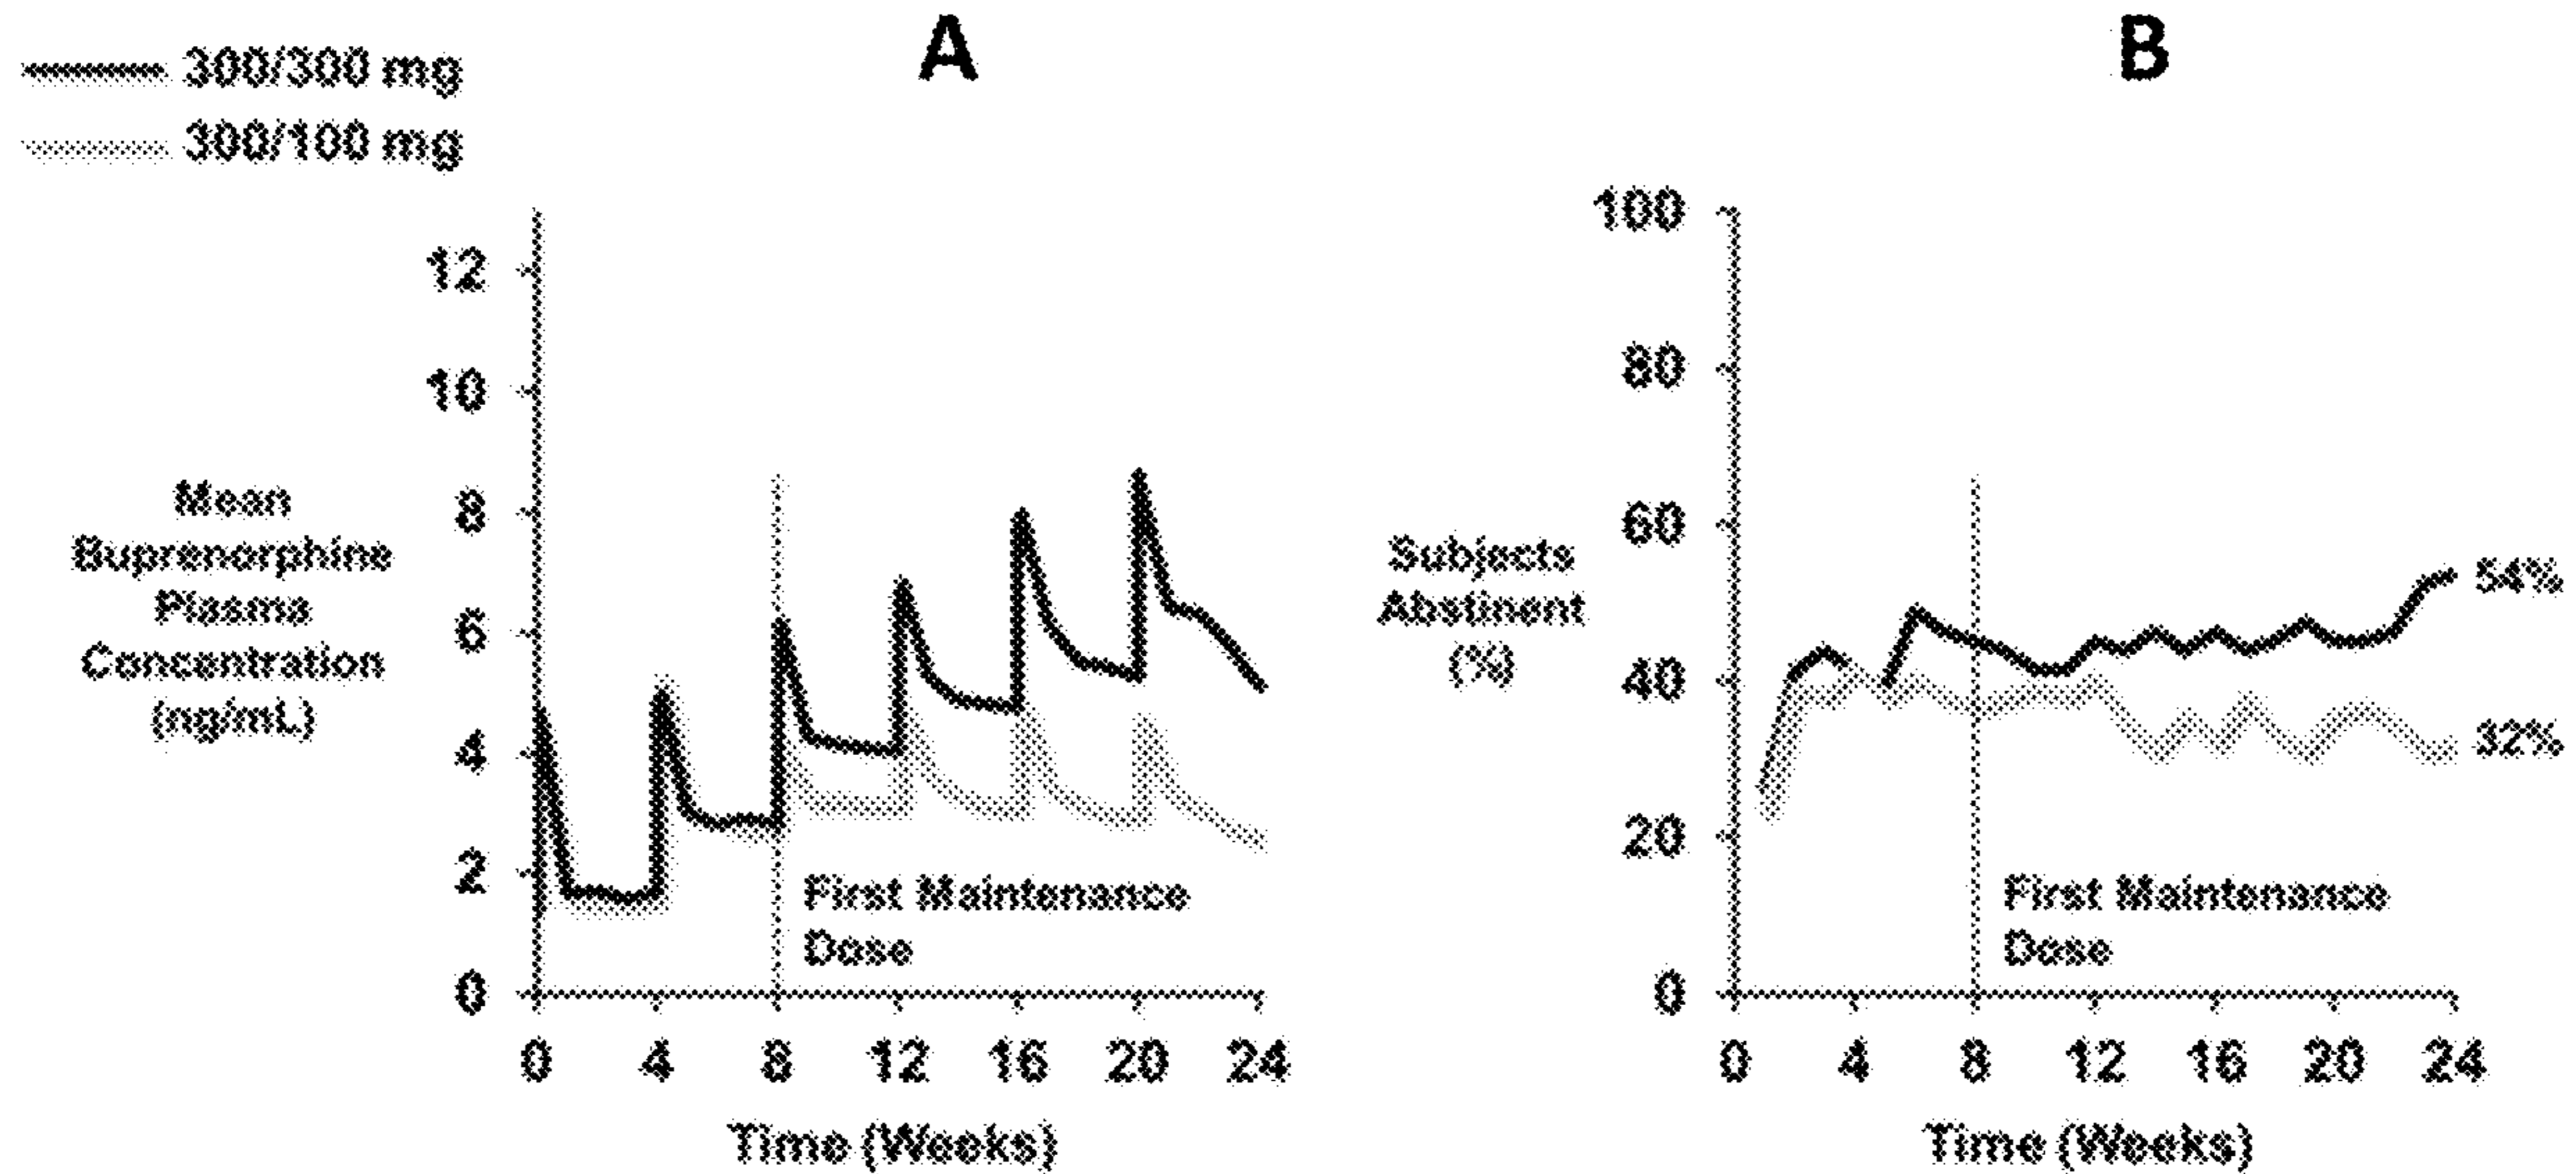 300/300 mg
300/100 mg
A
12
10
8
6
4
2
0
Mean
Buprenorphine
Plasma
Concentration
(ng/mL)
First Maintenance
Dose
0 4 8 12 16 20 24
Time (Weeks)
B
100
80
60
40
20
0
Subjects
Abstinent
(%)
54%
32%
First Maintenance
Dose
0 4 8 12 16 20 24
Time (Weeks)